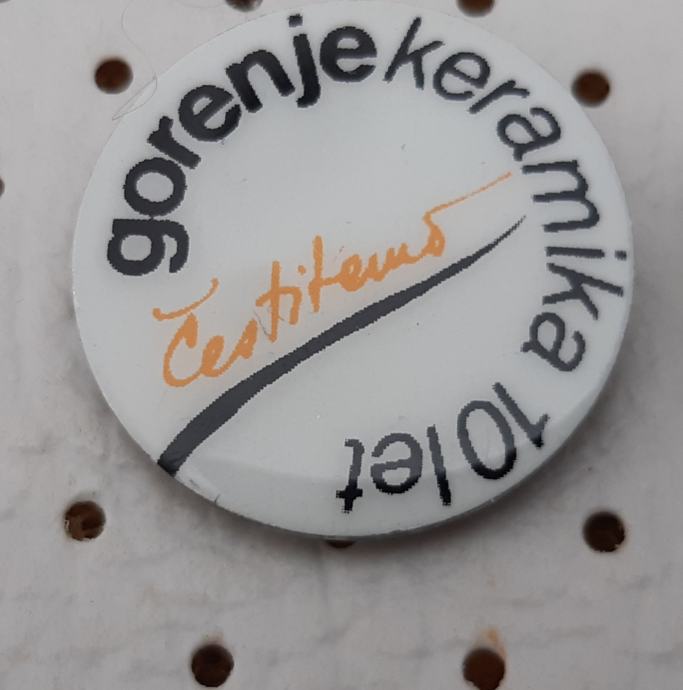 gorenje keramika 10 let
Čestitamo